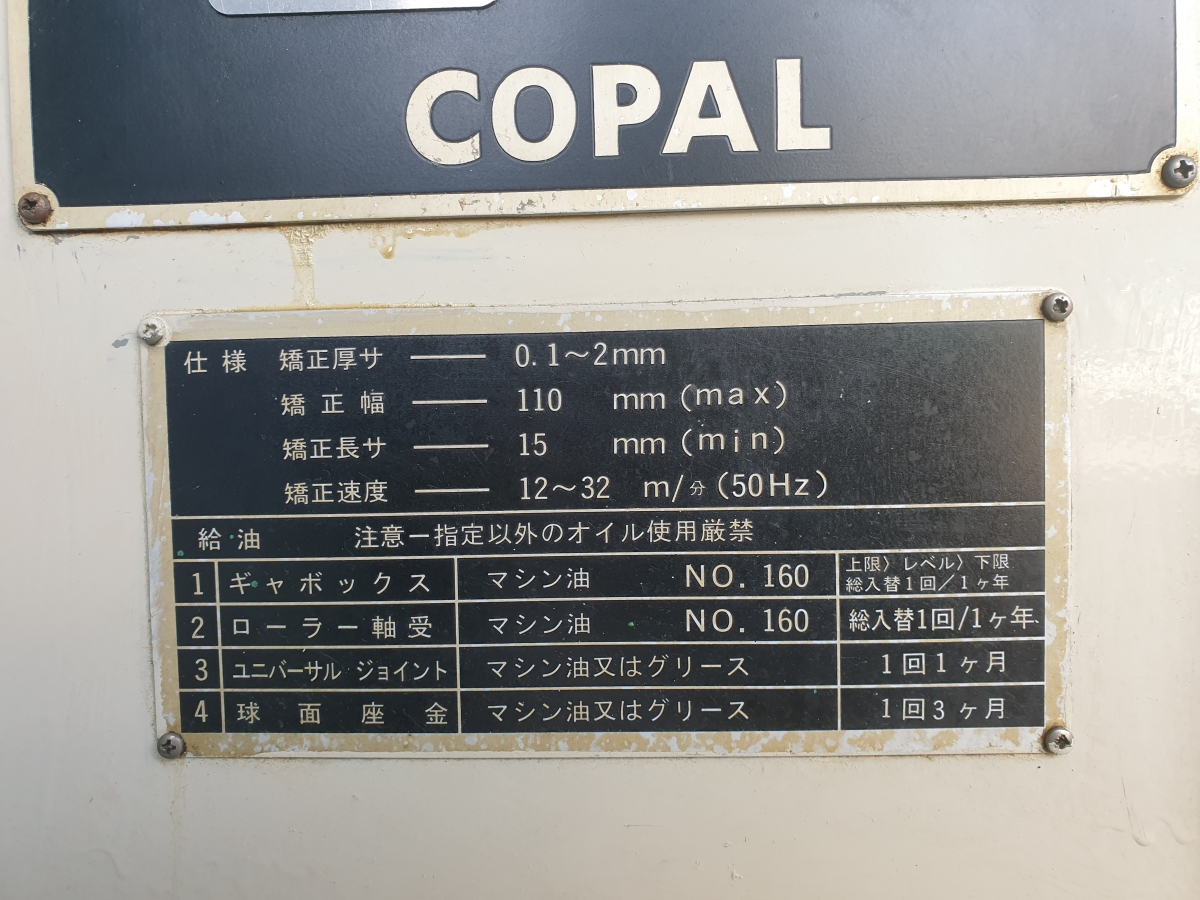 COPAL
仕様 矯正厚サ —— 0.1～2mm
矯正幅 —— 110 mm (max)
矯正長サ —— 15 mm (min)
矯正速度 —— 12～32 m/分 (50Hz)
給油 注意ー指定以外のオイル使用厳禁
1 ギャボックス マシン油 NO. 160 上限〉レベル〉下限
総入替1回/1ヶ年
2 ローラー軸受 マシン油 NO. 160 総入替1回/1ヶ年、
3 ユニバーサル ジョイント マシン油又はグリース 1回1ヶ月
4 球面座金 マシン油又はグリース 1回3ヶ月